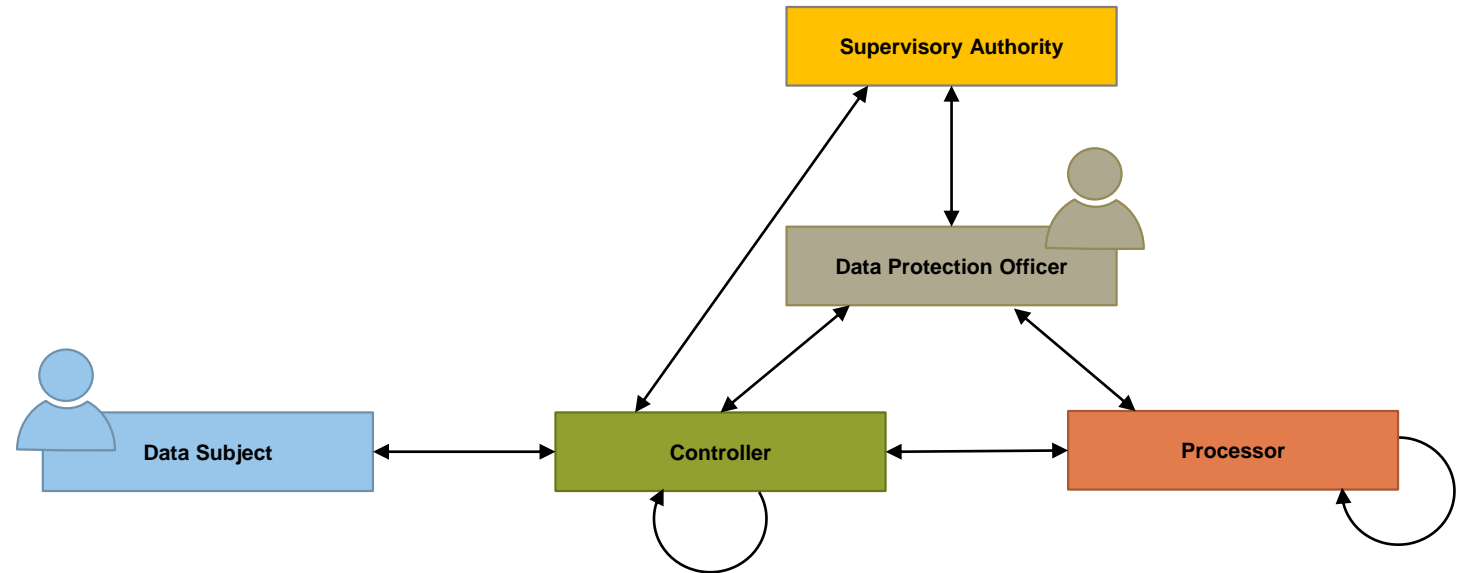 Supervisory Authority
Data Protection Officer
Data Subject
Controller
Processor